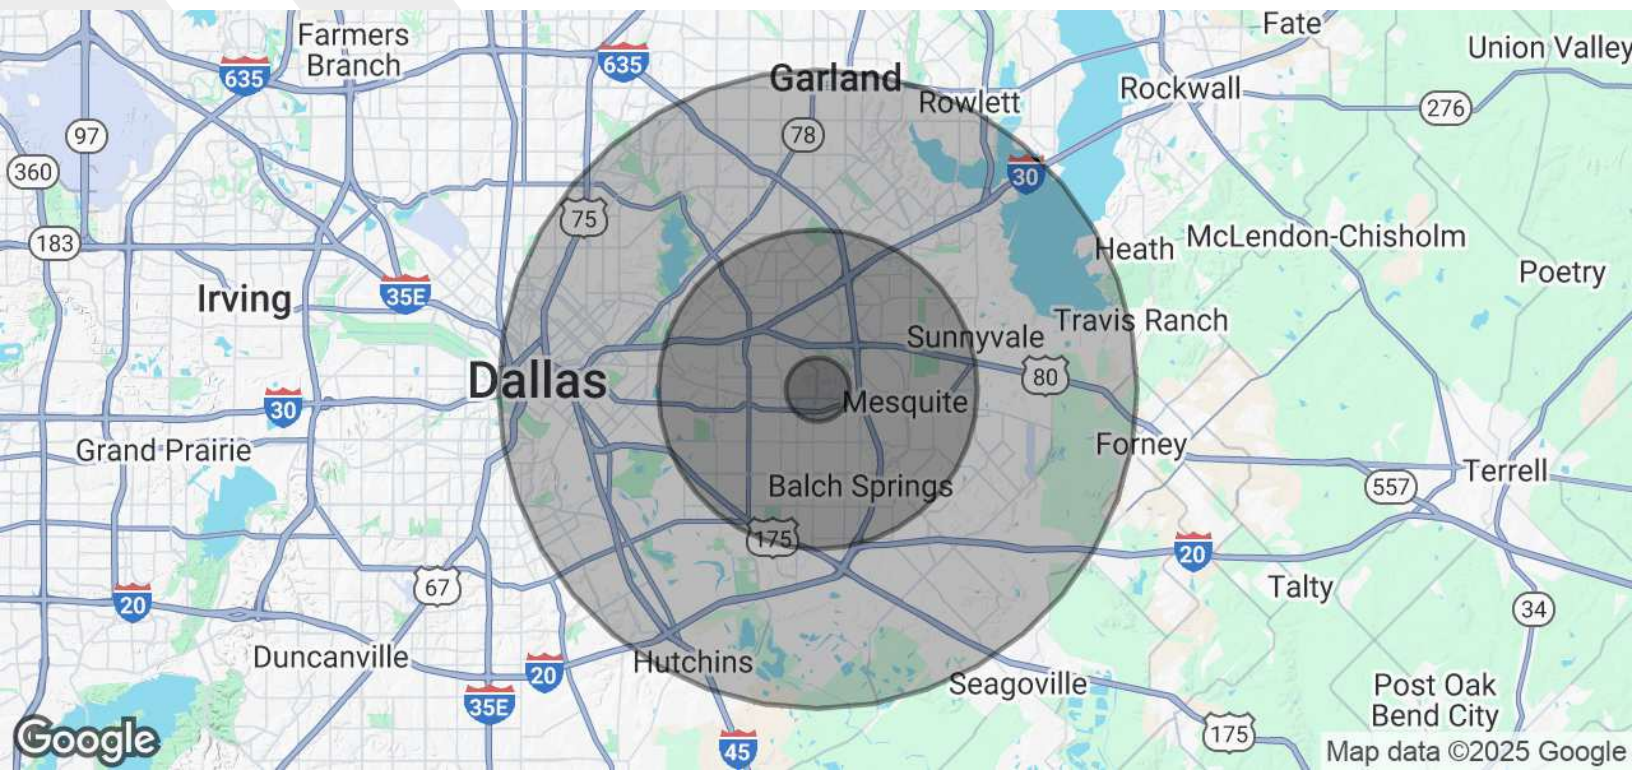 Farmers
Branch
Fate
Union Valley
635
635
Garland
Rowlett
Rockwall
276
97
78
360
30
75
183
Heath
McLendon-Chisholm
Poetry
Irving
35E
Travis Ranch
Sunnyvale
Dallas
80
30
Mesquite
Grand Prairie
Forney
Terrell
Balch Springs
557
175
20
67
Talty
20
34
Duncanville
Hutchins
20
Seagoville
Post Oak
Bend City
35E
175
45
Google
Map data ©2025 Google